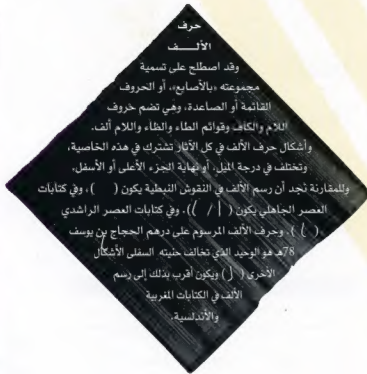 حرف
الألـــف
وقد اصطلح على تسمية
مجموعته «بالأصابع»، أو الحروف
القائمة أو الصاعدة، وهي تضم حروف
اللام والكاف وقوائم الطاء والظاء واللام ألف.
وأشكال حرف الألف في كل الآثار تشترك في هذه الخاصية،
وتختلف في درجة الميل، أو نهاية الجزء الأعلى أو الأسفل.
وللمقارنة نجد أن رسم الألف في النقوش النبطية يكون ( )، وفي كتابات
العصر الجاهلي يكون ( / )، وفي كتابات العصر الراشدي
( )، وحرف الألف المرسوم على درهم الحجاج بن يوسف
78هـ هو الوحيد الذي تخالف حنيته السفلى الأشكال
الأخرى ( ) ويكون أقرب بذلك إلى رسم
الألف في الكتابات المغربية
والأندلسية.